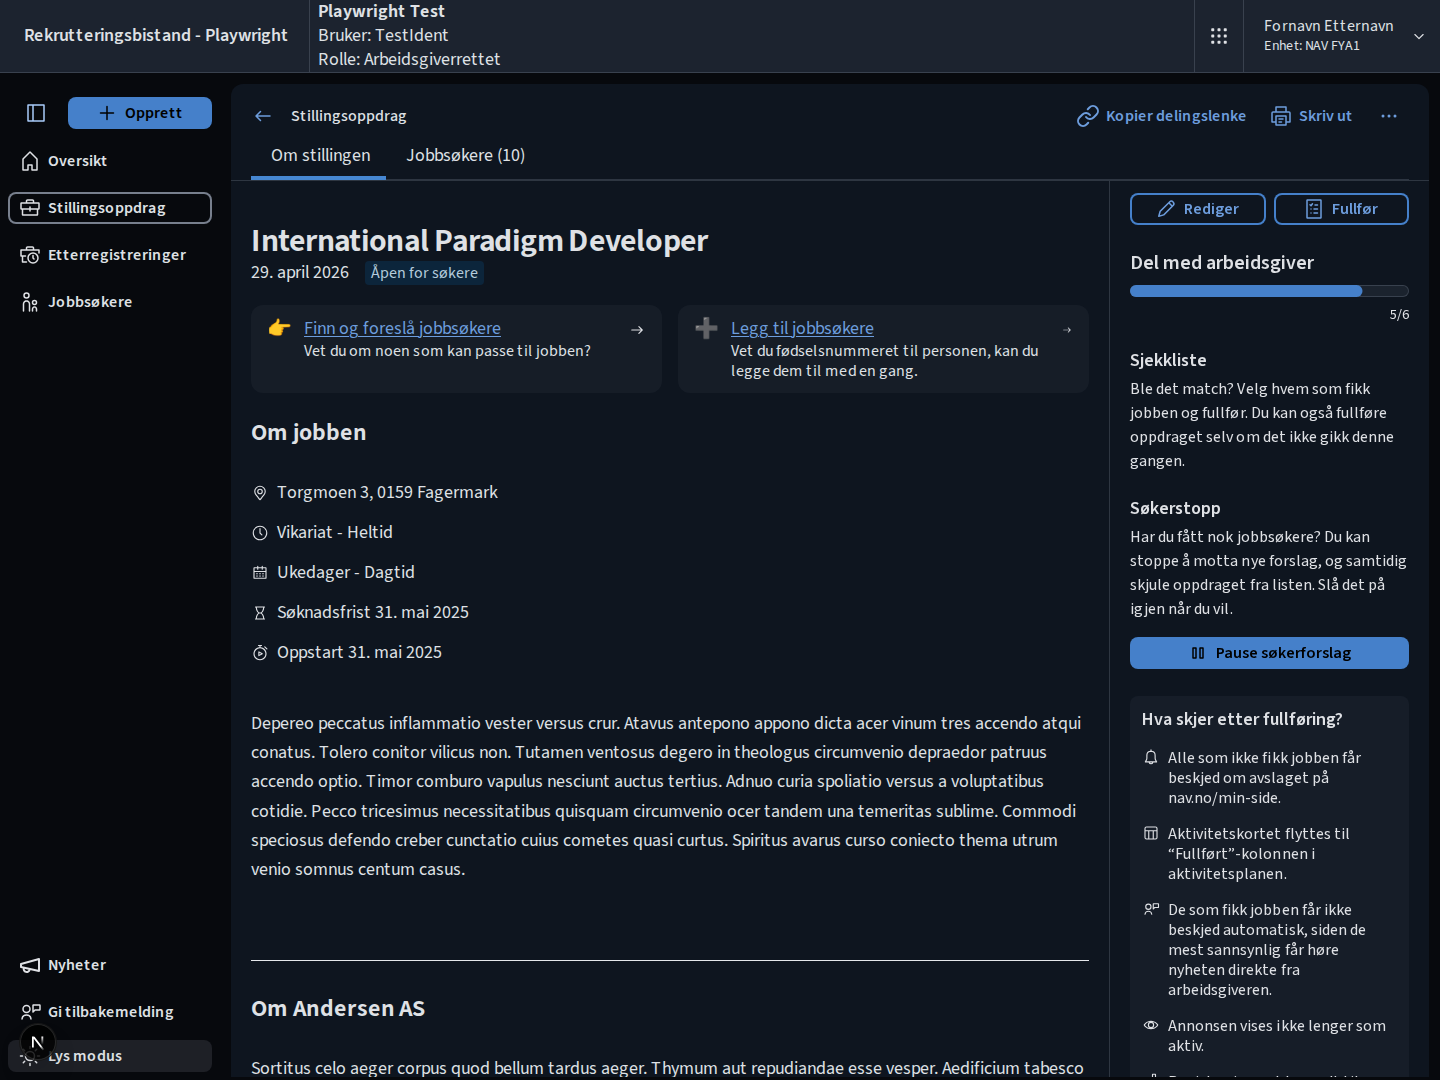 Rekrutteringsbistand - Playwright
Playwright Test
Bruker: TestIdent
Rolle: Arbeidsgiverrettet
Fornavn Etternavn
Enhet: NAV FYA1
Opprett
Oversikt
Stillingsoppdrag
Etterregistreringer
Jobbsøkere
Nyheter
Gi tilbakemelding
N
Lys modus
Stillingsoppdrag
Kopier delingslenke
Skriv ut
Om stillingen
Jobbsøkere (10)
International Paradigm Developer
29. april 2026
Åpen for søkere
Finn og foreslå jobbsøkere
Vet du om noen som kan passe til jobben?
Legg til jobbsøkere
Vet du fødselsnummeret til personen, kan du
legge dem til med en gang.
Om jobben
Torgmoen 3, 0159 Fagermark
Vikariat - Heltid
Ukedager - Dagtid
Søknadsfrist 31. mai 2025
Oppstart 31. mai 2025
Depereo peccatus inflammatio vester versus crur. Atavus antepono appono dicta acer vinum tres accendo atqui
conatus. Tolero conitor vilicus non. Tutamen ventosus degero in theologus circumvenio depraedor patruus
accendo optio. Timor comburo vapulus nesciunt auctus tertius. Adnuo curia spoliatio versus a voluptatibus
cotidie. Pecco tricesimus necessitatibus quisquam circumvenio ocer tandem una temeritas sublime. Commodi
speciosus defendo creber cunctatio cuius cometes quasi curtus. Spiritus avarus curso coniecto thema utrum
venio somnus centum casus.
Om Andersen AS
Sortitus celo aeger corpus quod bellum tardus aeger. Thymum aut repudiandae esse vesper. Aedificium tabesco
Rediger
Fullfør
Del med arbeidsgiver
5/6
Sjekkliste
Ble det match? Velg hvem som fikk
jobben og fullfør. Du kan også fullføre
oppdraget selv om det ikke gikk denne
gangen.
Søkerstopp
Har du fått nok jobbsøkere? Du kan
stoppe å motta nye forslag, og samtidig
skjule oppdraget fra listen. Slå det på
igjen når du vil.
Pause søkerforslag
Hva skjer etter fullføring?
Alle som ikke fikk jobben får
beskjed om avslaget på
nav.no/min-side.
Aktivitetskortet flyttes til
“Fullført”-kolonnen i
aktivitetsplanen.
De som fikk jobben får ikke
beskjed automatisk, siden de
mest sannsynlig får høre
nyheten direkte fra
arbeidsgiveren.
Annonsen vises ikke lenger som
aktiv.